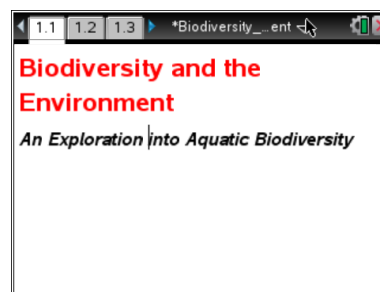 1.1 1.2 1.3 *Biodiversity_...ent
Biodiversity and the
Environment
An Exploration into Aquatic Biodiversity